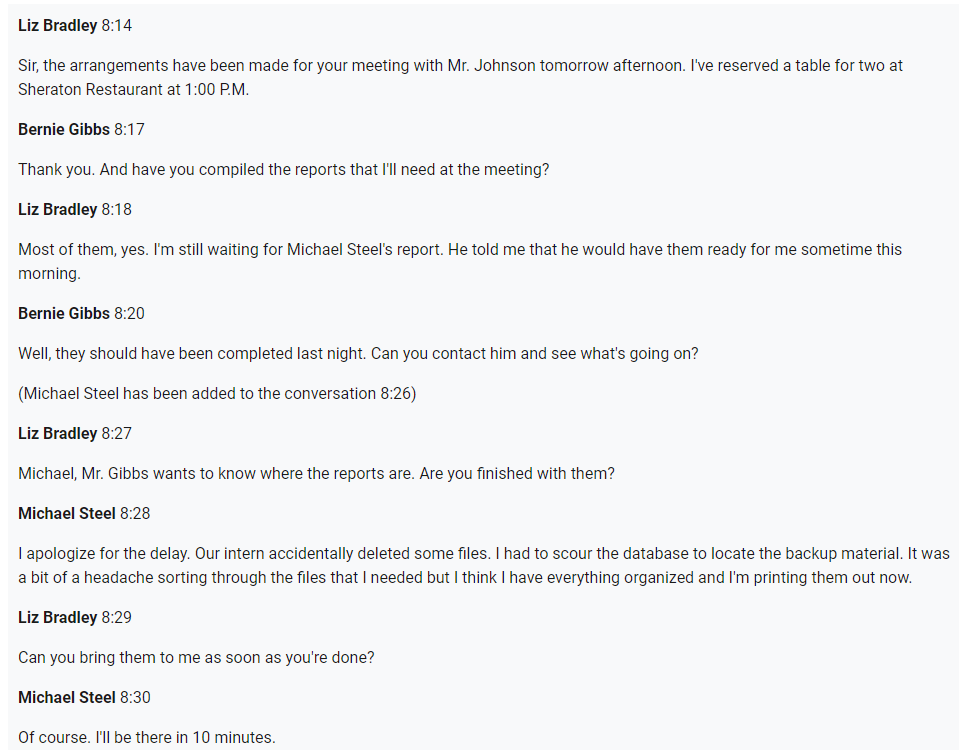 Liz Bradley 8:14
Sir, the arrangements have been made for your meeting with Mr. Johnson tomorrow afternoon. I've reserved a table for two at
Sheraton Restaurant at 1:00 P.M.
Bernie Gibbs 8:17
Thank you. And have you compiled the reports that I'll need at the meeting?
Liz Bradley 8:18
Most of them, yes. I'm still waiting for Michael Steel's report. He told me that he would have them ready for me sometime this
morning.
Bernie Gibbs 8:20
Well, they should have been completed last night. Can you contact him and see what's going on?
(Michael Steel has been added to the conversation 8:26)
Liz Bradley 8:27
Michael, Mr. Gibbs wants to know where the reports are. Are you finished with them?
Michael Steel 8:28
I apologize for the delay. Our intern accidentally deleted some files. I had to scour the database to locate the backup material. It was
a bit of a headache sorting through the files that I needed but I think I have everything organized and I'm printing them out now.
Liz Bradley 8:29
Can you bring them to me as soon as you're done?
Michael Steel 8:30
Of course. I'll be there in 10 minutes.